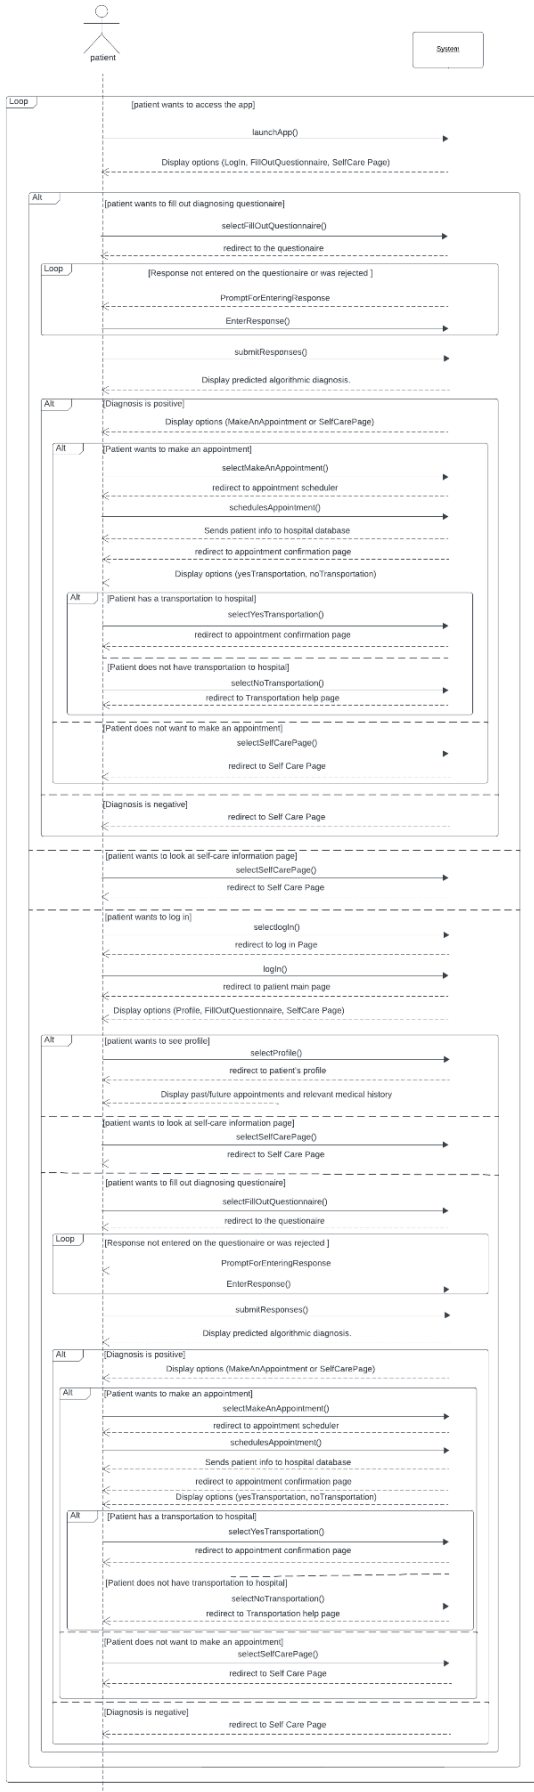 patient
System
Loop
[patient wants to access the app]
launchApp()
Display options (LogIn, FillOutQuestionnaire, SelfCare Page)
Alt
[patient wants to fill out diagnosing questionaire]
selectFillOutQuestionnaire()
redirect to the questionaire
Loop
[Response not entered on the questionaire or was rejected ]
PromptForEnteringResponse
EnterResponse()
submitResponses()
Display predicted algorithmic diagnosis.
Alt
[Diagnosis is positive]
Display options (MakeAnAppointment or SelfCarePage)
Alt
[Patient wants to make an appointment]
selectMakeAnAppointment()
redirect to appointment scheduler
schedulesAppointment()
Sends patient info to hospital database
redirect to appointment confirmation page
Display options (yesTransportation, noTransportation)
Alt
[Patient has a transportation to hospital]
selectYesTransportation()
redirect to appointment confirmation page
[Patient does not have transportation to hospital]
selectNoTransportation()
redirect to Transportation help page
[Patient does not want to make an appointment]
selectSelfCarePage()
redirect to Self Care Page
[Diagnosis is negative]
redirect to Self Care Page
[patient wants to look at self-care information page]
selectSelfCarePage()
redirect to Self Care Page
[patient wants to log in]
selectlogIn()
redirect to log in Page
logIn()
redirect to patient main page
Display options (Profile, FillOutQuestionnaire, SelfCare Page)
Alt
[patient wants to see profile]
selectProfile()
redirect to patient's profile
Display past/future appointments and relevant medical history
[patient wants to look at self-care information page]
selectSelfCarePage()
redirect to Self Care Page
[patient wants to fill out diagnosing questionaire]
selectFillOutQuestionnaire()
redirect to the questionaire
Loop
[Response not entered on the questionaire or was rejected ]
PromptForEnteringResponse
EnterResponse()
submitResponses()
Display predicted algorithmic diagnosis.
Alt
[Diagnosis is positive]
Display options (MakeAnAppointment or SelfCarePage)
Alt
[Patient wants to make an appointment]
selectMakeAnAppointment()
redirect to appointment scheduler
schedulesAppointment()
Sends patient info to hospital database
redirect to appointment confirmation page
Display options (yesTransportation, noTransportation)
Alt
[Patient has a transportation to hospital]
selectYesTransportation()
redirect to appointment confirmation page
[Patient does not have transportation to hospital]
selectNoTransportation()
redirect to Transportation help page
[Patient does not want to make an appointment]
selectSelfCarePage()
redirect to Self Care Page
[Diagnosis is negative]
redirect to Self Care Page